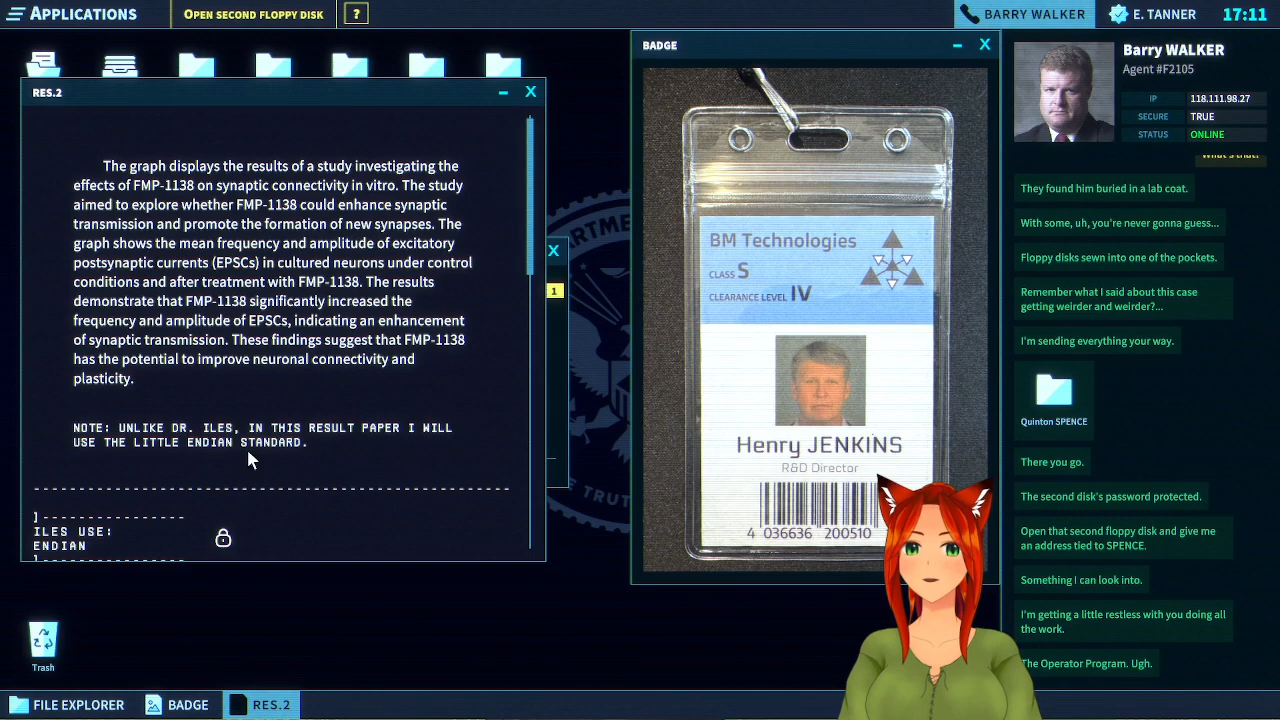 APPLICATIONS
OPEN SECOND FLOPPY DISK
?
BARRY WALKER
E. TANNER
17:11
RES.2
The graph displays the results of a study investigating the
effects of FMP-1138 on synaptic connectivity in vitro. The study
aimed to explore whether FMP-1138 could enhance synaptic
transmission and promote the formation of new synapses. The
graph shows the mean frequency and amplitude of excitatory
postsynaptic currents (EPSCs) in cultured neurons under control
conditions and after treatment with FMP-1138. The results
demonstrate that FMP-1138 significantly increased the
frequency and amplitude of EPSCs, indicating an enhancement
of synaptic transmission. These findings suggest that FMP-1138
has the potential to improve neuronal connectivity and
plasticity.
NOTE: UNLIKE DR. ILES, IN THIS RESULT PAPER I WILL
USE THE LITTLE ENDIAN STANDARD.
----------------------------------------------------
]----------------
ILES USE:
ENDIAN
]----------------
1
BADGE
BM Technologies
CLASS S
CLEARANCE LEVEL IV
Henry JENKINS
R&D Director
4 036636 200510
Barry WALKER
Agent #F2105
IP 118.111.98.27
SECURE TRUE
STATUS ONLINE
They found him buried in a lab coat.
With some, uh, you're never gonna guess...
Floppy disks sewn into one of the pockets.
Remember what I said about this case
getting weirder and weirder?...
I'm sending everything your way.
Quinton SPENCE
There you go.
The second disk's password protected.
Open that second floppy disk and give me
an address tied to SPENCE.
Something I can look into.
I'm getting a little restless with you doing all
the work.
The Operator Program. Ugh.
Trash
FILE EXPLORER
BADGE
RES.2